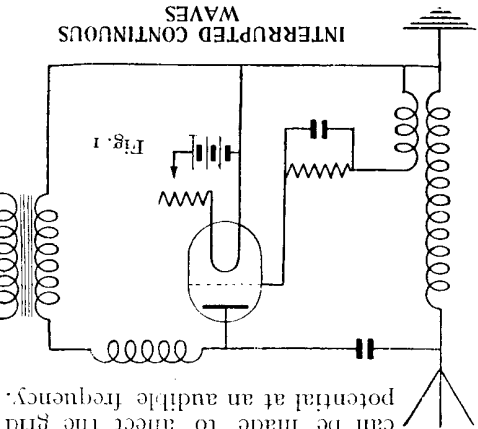 can be made to affect the grid
potential at an audible frequency.
Fig. 1
INTERRUPTED CONTINUOUS
WAVES